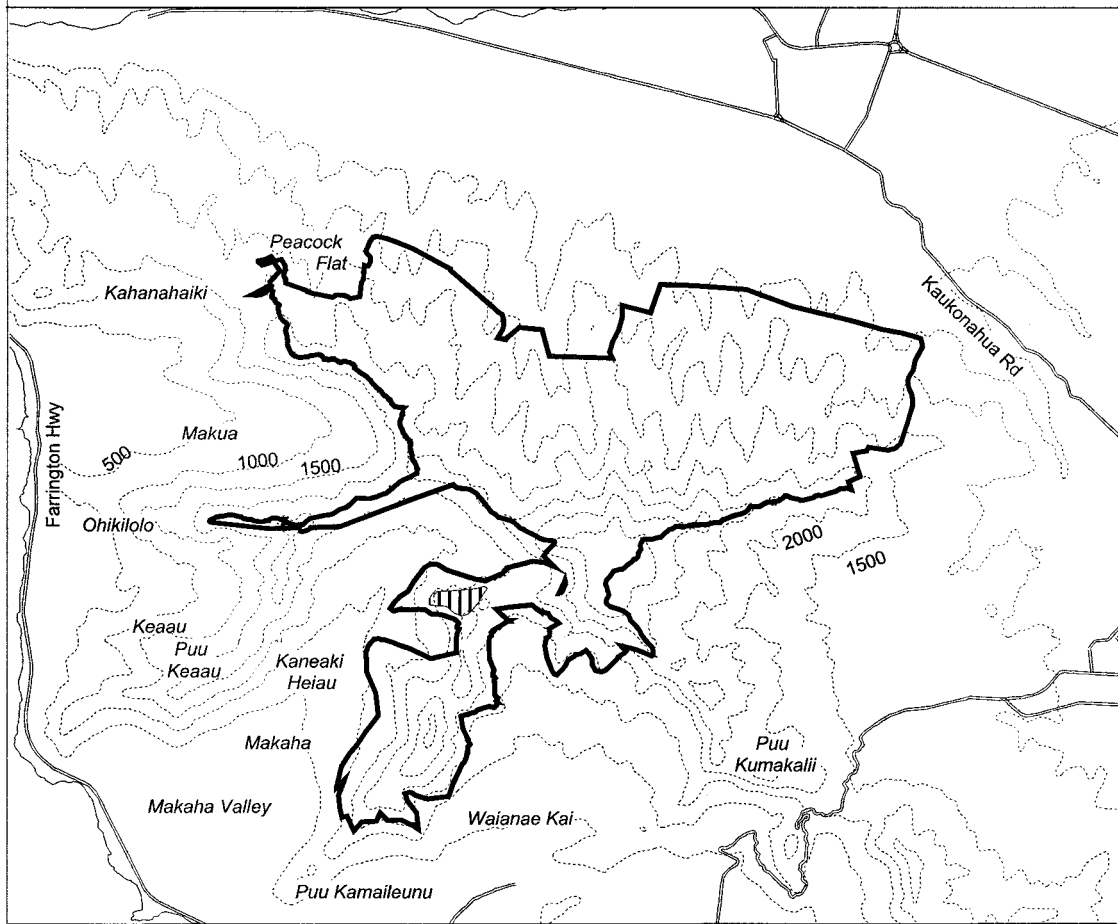 Peacock
Flat
Kahanahaiki
Kaukonahua Rd
Farrington Hwy
Makua
500
1000
1500
Ohikilolo
2000
1500
Keaau
Puu
Keaau
Kaneaki
Heiau
Makaha
Puu
Kumakalii
Makaha Valley
Waianae Kai
Puu Kamaileunu